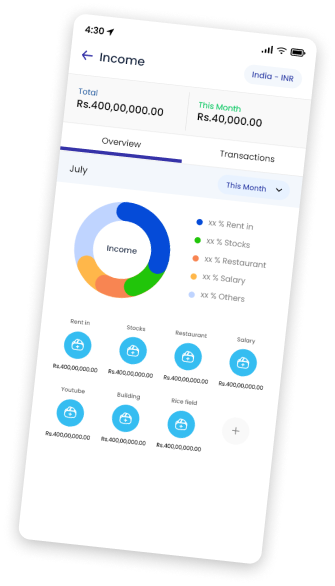 4:30
Income
India - INR
Total
Rs.400,00,000.00
This Month
Rs.40,000.00
Overview
Transactions
July
This Month
Income
xx % Rent in
xx % Stocks
xx % Restaurant
xx % Salary
xx % Others
Rent in
Stocks
Restaurant
Salary
Rs.400,00,000.00
Rs.400,00,000.00
Rs.400,00,000.00
Rs.400,00,000.00
Youtube
Building
Rice field
Rs.400,00,000.00
Rs.400,00,000.00
Rs.400,00,000.00